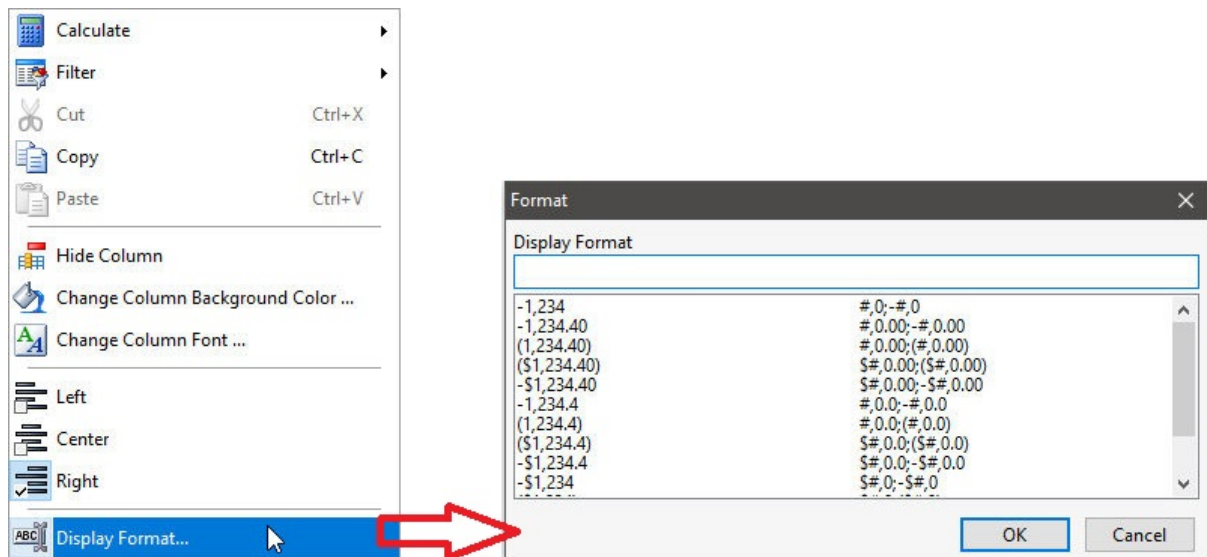 Calculate
Filter
Cut Ctrl+X
Copy Ctrl+C
Paste Ctrl+V
Hide Column
Change Column Background Color ...
Change Column Font ...
Left
Center
Right
ABC Display Format...
Format
Display Format
-1,234 #,0;-#,0
-1,234.40 #,0.00;-#,0.00
(1,234.40) #,0.00;(#,0.00)
($1,234.40) $#,0.00;($#,0.00)
-$1,234.40 $#,0.00;-$#,0.00
-1,234.4 #,0.0;-#,0.0
(1,234.4) #,0.0;(#,0.0)
($1,234.4) $#,0.0;($#,0.0)
-$1,234.4 $#,0.0;-$#,0.0
-$1,234 $#,0;-$#,0
OK Cancel